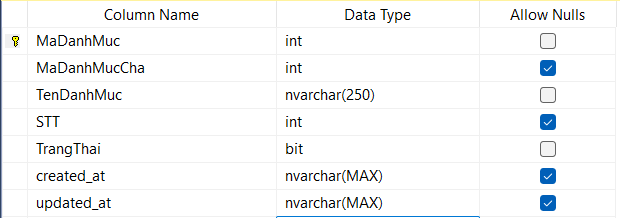 Column Name Data Type Allow Nulls
MaDanhMuc int
MaDanhMucCha int
TenDanhMuc nvarchar(250)
STT int
TrangThai bit
created_at nvarchar(MAX)
updated_at nvarchar(MAX)